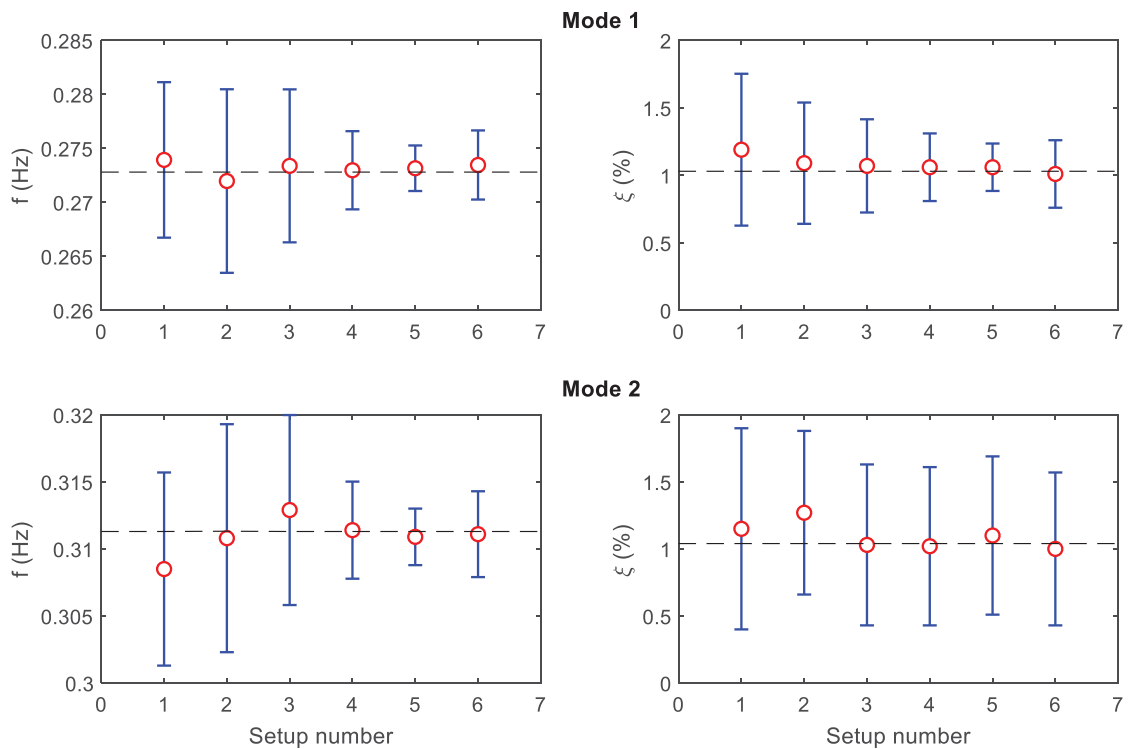 Mode 1
f (Hz)
0.285
0.28
0.275
0.27
0.265
0.26
0 1 2 3 4 5 6 7
ξ (%)
2
1.5
1
0.5
0
0 1 2 3 4 5 6 7
Mode 2
f (Hz)
0.32
0.315
0.31
0.305
0.3
0 1 2 3 4 5 6 7
Setup number
ξ (%)
2
1.5
1
0.5
0
0 1 2 3 4 5 6 7
Setup number